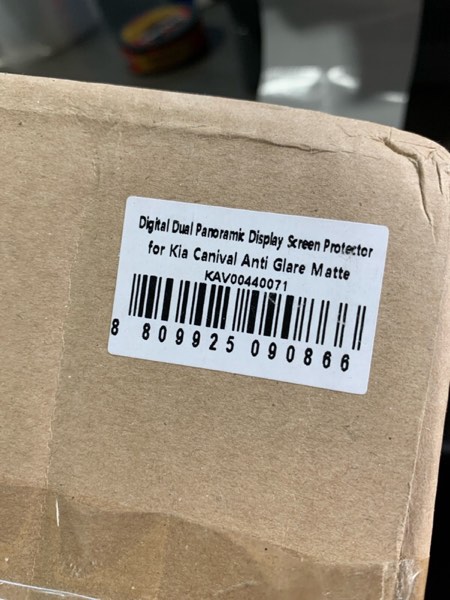 Digital Dual Panoramic Display Screen Protector
for Kia Canival Anti Glare Matte
KAV00440071
8 809925 090866